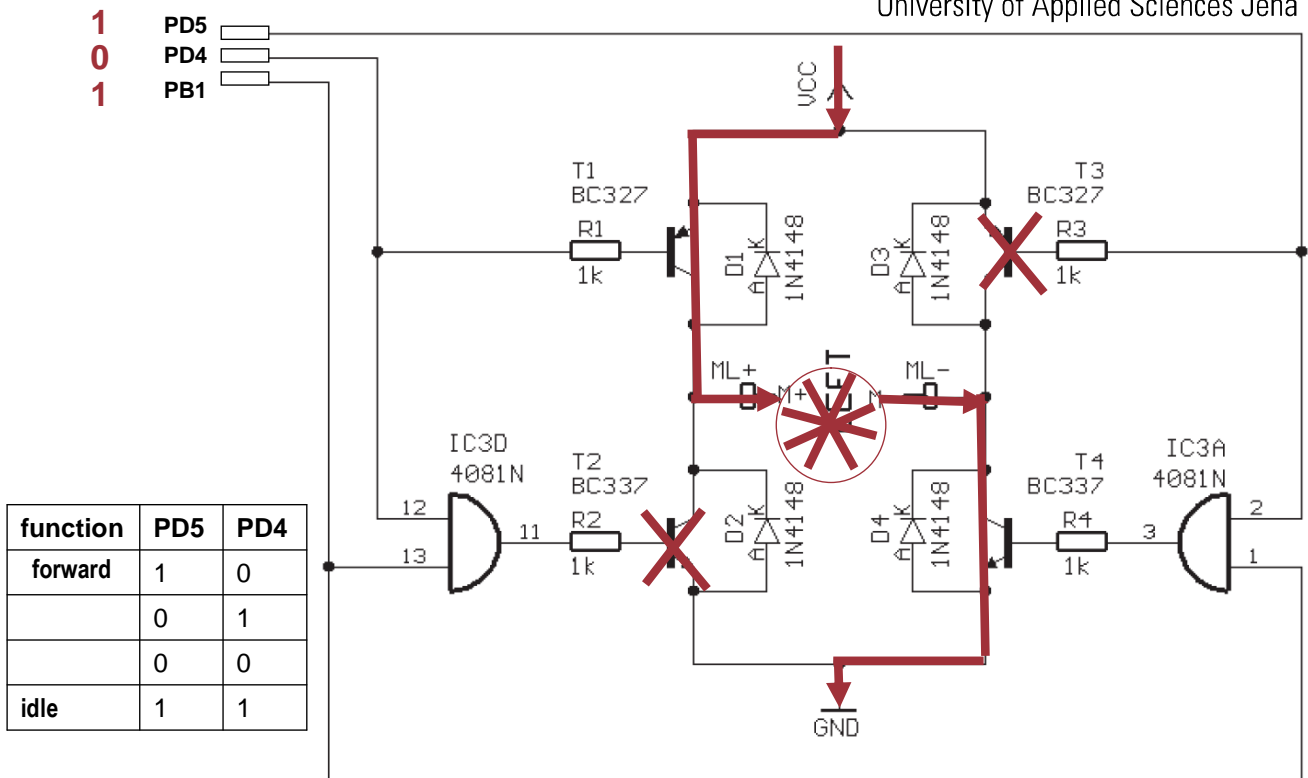 University of Applied Sciences Jena
1 PD5
0 PD4
1 PB1
VCC
T1
BC327
R1
1k
D1
A K
1N4148
T3
BC327
R3
1k
D3
A K
1N4148
ML+
M+
ML-
M
IC3D
4081N
12
13
11
T2
BC337
R2
1k
D2
A K
1N4148
T4
BC337
R4
1k
D4
A K
1N4148
IC3A
4081N
3
2
1
GND
function PD5 PD4
forward 1 0
0 1
0 0
idle 1 1